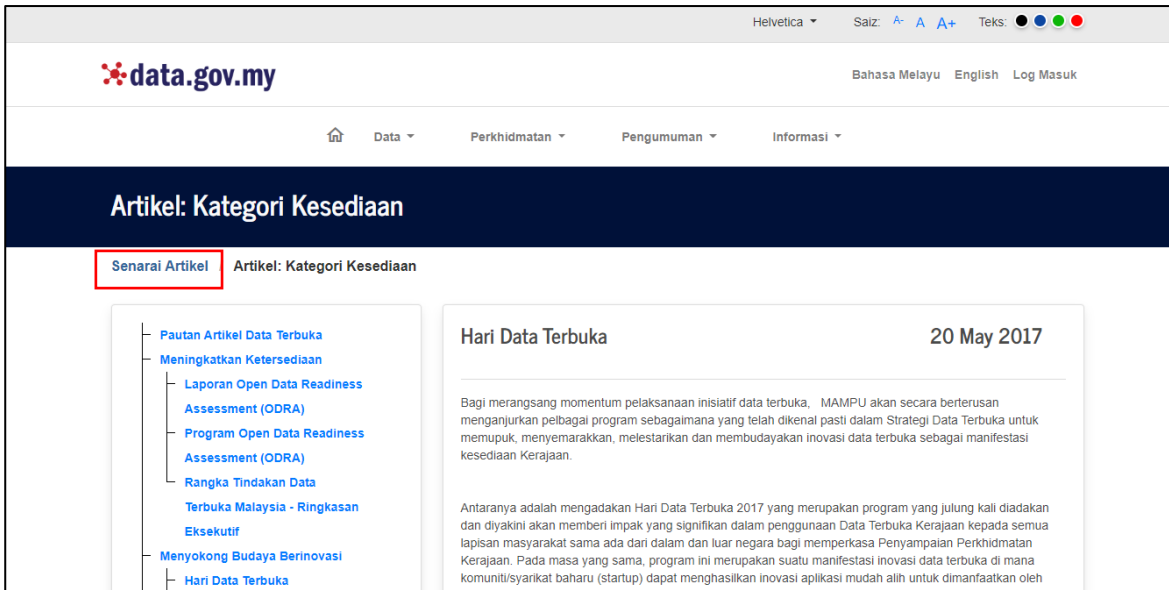 Helvetica Saiz: A- A A+ Teks:
data.gov.my
Bahasa Melayu English Log Masuk
Data Perkhidmatan Pengumuman Informasi
Artikel: Kategori Kesediaan
Senarai Artikel / Artikel: Kategori Kesediaan
Pautan Artikel Data Terbuka
Meningkatkan Ketersediaan
Laporan Open Data Readiness
Assessment (ODRA)
Program Open Data Readiness
Assessment (ODRA)
Rangka Tindakan Data
Terbuka Malaysia - Ringkasan
Eksekutif
Menyokong Budaya Berinovasi
Hari Data Terbuka
Hari Data Terbuka 20 May 2017
Bagi merangsang momentum pelaksanaan inisiatif data terbuka, MAMPU akan secara berterusan
menganjurkan pelbagai program sebagaimana yang telah dikenal pasti dalam Strategi Data Terbuka untuk
memupuk, menyemarakkan, melestarikan dan membudayakan inovasi data terbuka sebagai manifestasi
kesediaan Kerajaan.
Antaranya adalah mengadakan Hari Data Terbuka 2017 yang merupakan program yang julung kali diadakan
dan diyakini akan memberi impak yang signifikan dalam penggunaan Data Terbuka Kerajaan kepada semua
lapisan masyarakat sama ada dari dalam dan luar negara bagi memperkasa Penyampaian Perkhidmatan
Kerajaan. Pada masa yang sama, program ini merupakan suatu manifestasi inovasi data terbuka di mana
komuniti/syarikat baharu (startup) dapat menghasilkan inovasi aplikasi mudah alih untuk dimanfaatkan oleh